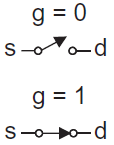 g = 0
s d
g = 1
s d